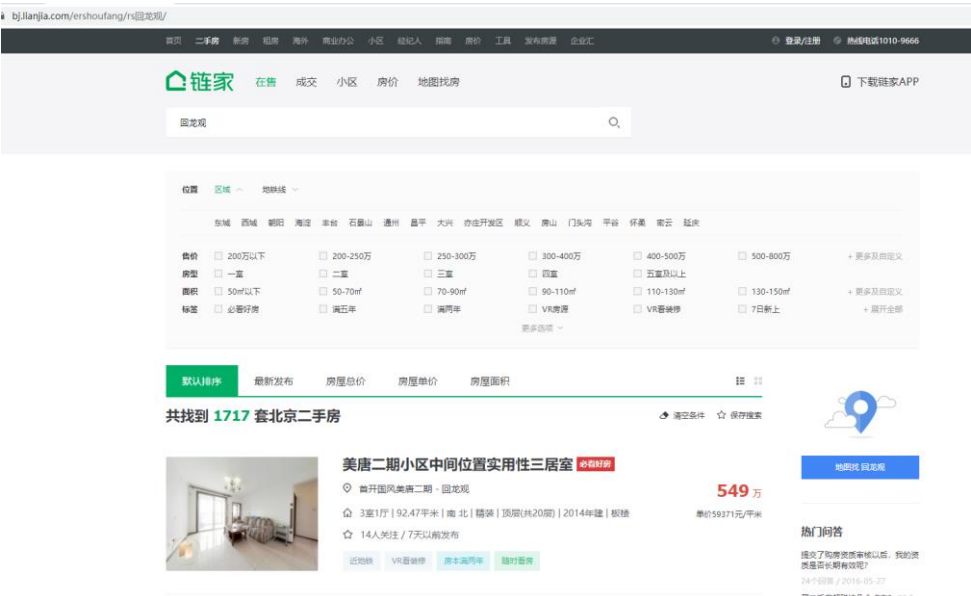 bj.lianjia.com/ershoufang/rs回龙观/
首页 二手房 新房 租房 海外 商业办公 小区 经纪人 指南 房价 工具 发布房源 企业汇 登录/注册 热线电话1010-9666
链家 在售 成交 小区 房价 地图找房 下载链家APP
回龙观
位置 区域 地铁线
东城 西城 朝阳 海淀 丰台 石景山 通州 昌平 大兴 亦庄开发区 顺义 房山 门头沟 平谷 怀柔 密云 延庆
售价 200万以下 200-250万 250-300万 300-400万 400-500万 500-800万 + 更多及自定义
房型 一室 二室 三室 四室 五室及以上
面积 50㎡以下 50-70㎡ 70-90㎡ 90-110㎡ 110-130㎡ 130-150㎡ + 更多及自定义
标签 必看好房 满五年 满两年 VR房源 VR看装修 7日新上 + 展开全部
更多选项
默认排序 最新发布 房屋总价 房屋单价 房屋面积
共找到 1717 套北京二手房 清空条件 保存搜索
美唐二期小区中间位置实用性三居室 必看好房
首开国风美唐二期 - 回龙观
549 万
3室1厅 | 92.47平米 | 南 北 | 精装 | 顶层(共20层) | 2014年建 | 板楼
单价59371元/平米
14人关注 / 7天以前发布
近地铁 VR看装修 房本满两年 随时看房
地图找 回龙观
热门问答
提交了购房资质审核以后，我的资
质是否长期有效呢?
24个回答 / 2016-05-27